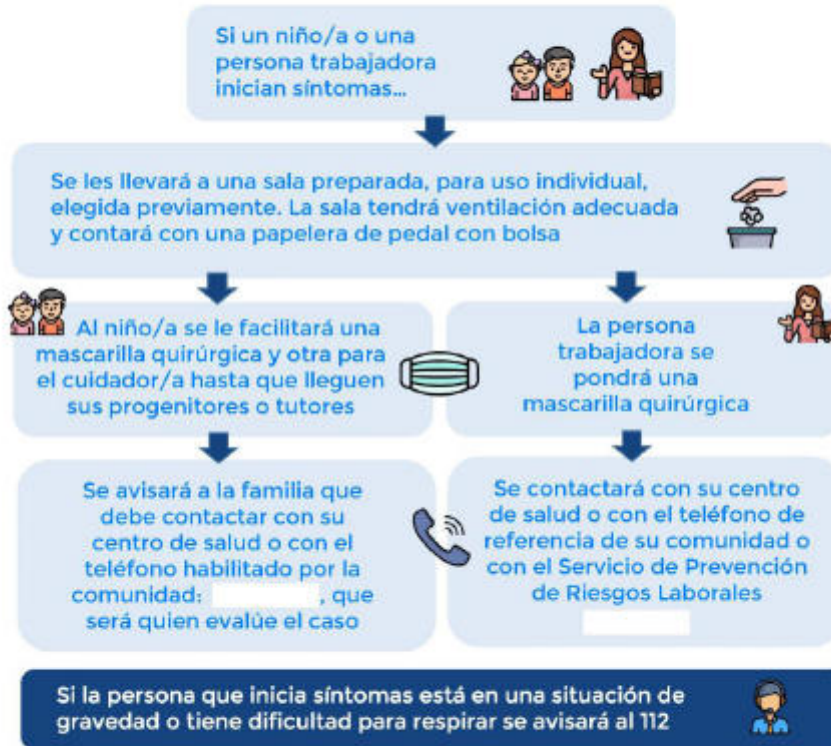 Si un niño/a o una
persona trabajadora
inician síntomas...
Se les llevará a una sala preparada, para uso individual,
elegida previamente. La sala tendrá ventilación adecuada
y contará con una papelera de pedal con bolsa
Al niño/a se le facilitará una
mascarilla quirúrgica y otra para
el cuidador/a hasta que lleguen
sus progenitores o tutores
La persona
trabajadora se
pondrá una
mascarilla quirúrgica
Se avisará a la familia que
debe contactar con su
centro de salud o con el
teléfono habilitado por la
comunidad: , que
será quien evalúe el caso
Se contactará con su centro
de salud o con el teléfono de
referencia de su comunidad o
con el Servicio de Prevención
de Riesgos Laborales
Si la persona que inicia síntomas está en una situación de
gravedad o tiene dificultad para respirar se avisará al 112